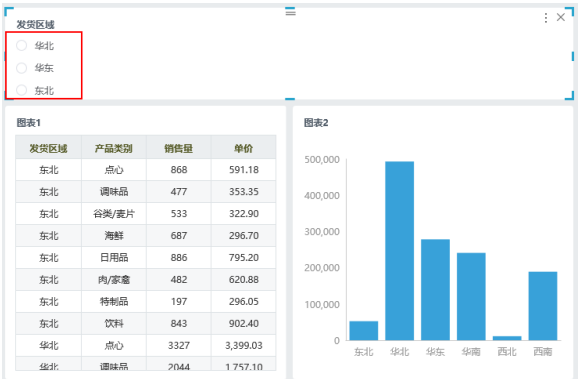 发货区域
华北
华东
东北
图表1
发货区域 产品类别 销售量 单价
东北 点心 868 591.18
东北 调味品 477 353.35
东北 谷类/麦片 533 322.90
东北 海鲜 687 296.70
东北 日用品 886 795.20
东北 肉/家禽 482 620.88
东北 特制品 197 296.05
东北 饮料 843 902.40
华北 点心 3327 3,399.03
华北 调味品 2044 1,757.10
图表2
500,000
400,000
300,000
200,000
100,000
0
东北 华北 华东 华南 西北 西南